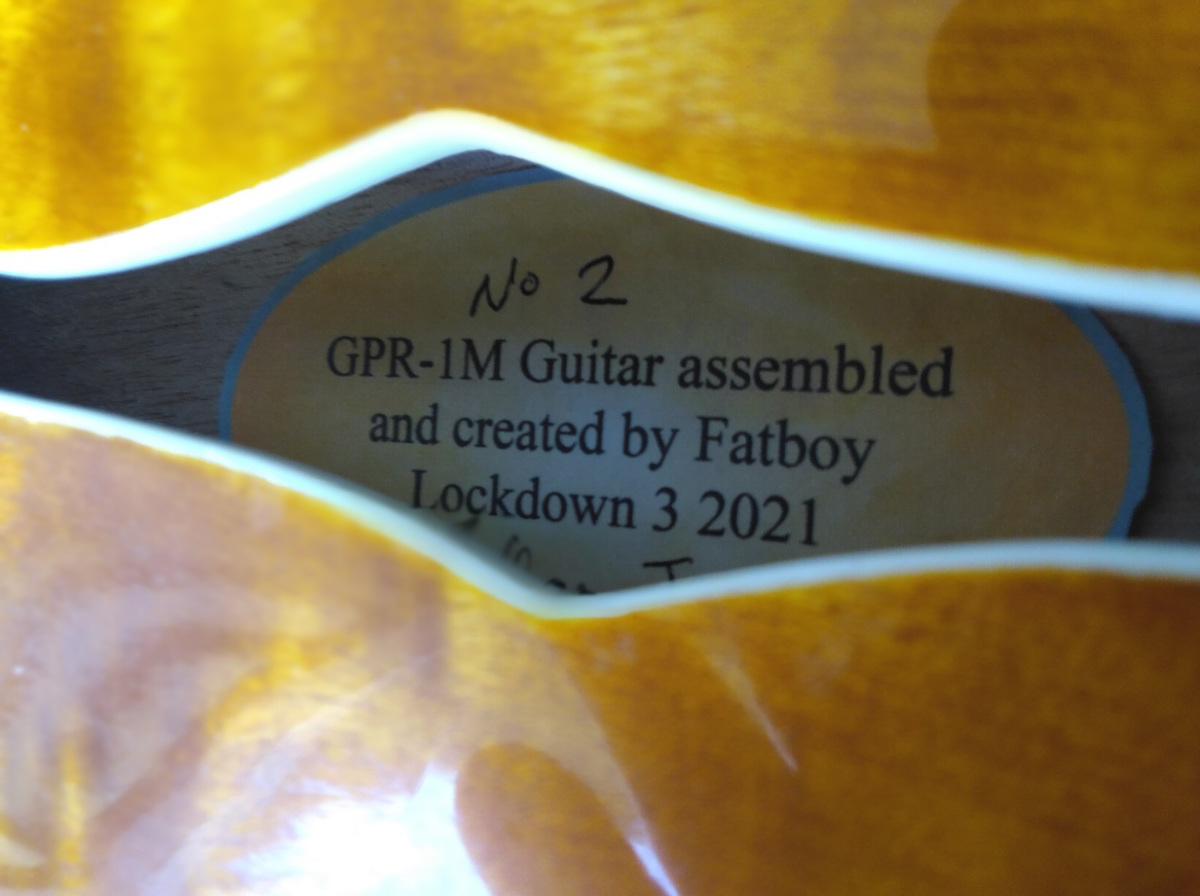 No 2
GPR-1M Guitar assembled
and created by Fatboy
Lockdown 3 2021